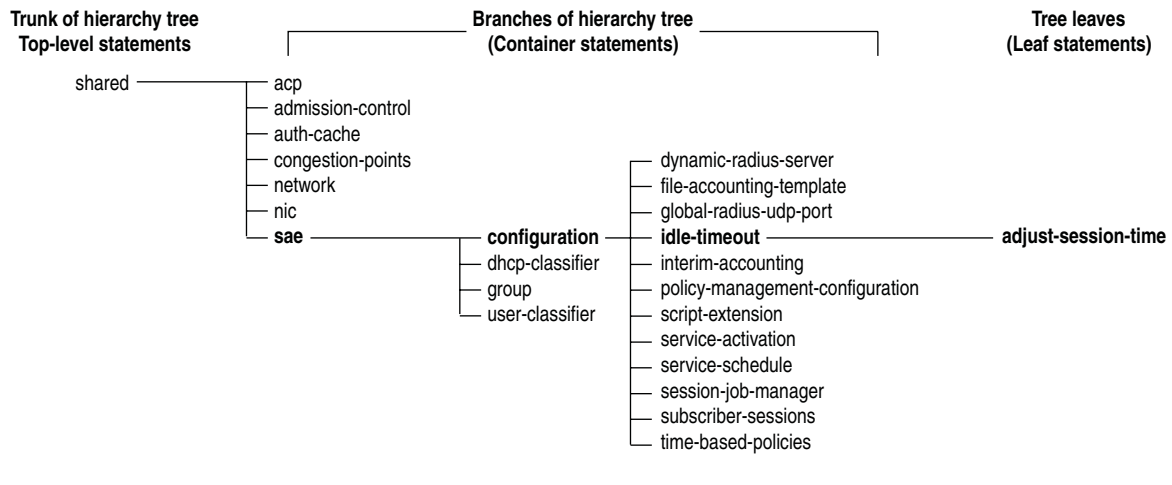 Trunk of hierarchy tree
Top-level statements
Branches of hierarchy tree
(Container statements)
Tree leaves
(Leaf statements)
shared
acp
admission-control
auth-cache
congestion-points
network
nic
sae
configuration
dhcp-classifier
group
user-classifier
dynamic-radius-server
file-accounting-template
global-radius-udp-port
idle-timeout
interim-accounting
policy-management-configuration
script-extension
service-activation
service-schedule
session-job-manager
subscriber-sessions
time-based-policies
adjust-session-time